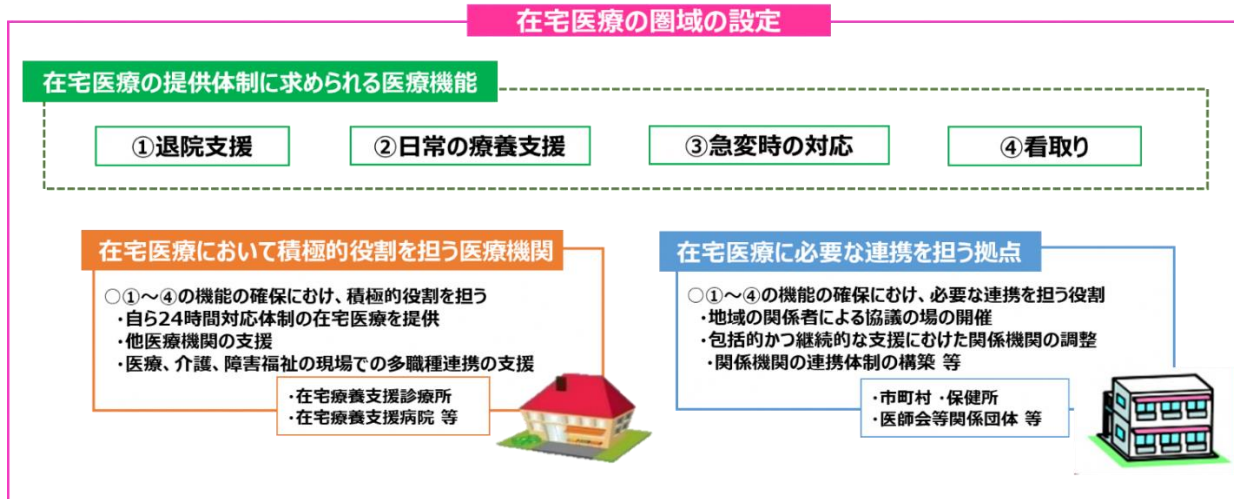 在宅医療の圏域の設定
在宅医療の提供体制に求められる医療機能
①退院支援
②日常の療養支援
③急変時の対応
④看取り
在宅医療において積極的役割を担う医療機関
○①～④の機能の確保にむけ、積極的役割を担う
・自ら24時間対応体制の在宅医療を提供
・他医療機関の支援
・医療、介護、障害福祉の現場での多職種連携の支援
・在宅療養支援診療所
・在宅療養支援病院 等
在宅医療に必要な連携を担う拠点
○①～④の機能の確保にむけ、必要な連携を担う役割
・地域の関係者による協議の場の開催
・包括的かつ継続的な支援にむけた関係機関の調整
・関係機関の連携体制の構築 等
・市町村 ・保健所
・医師会等関係団体 等